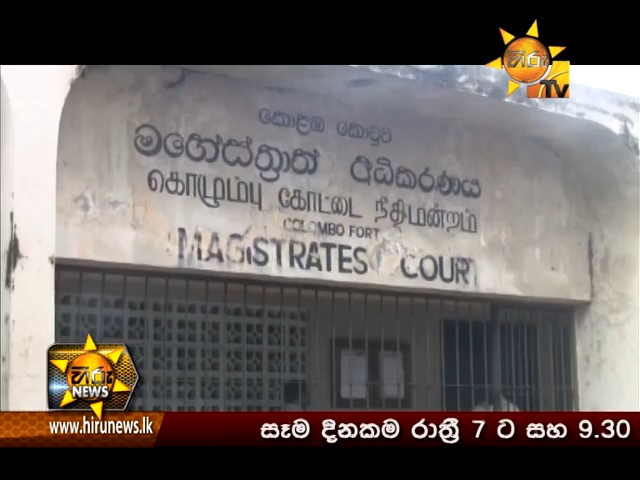 හිරු
TV
කොළඹ කොටුව
මහේස්ත්‍රාත් අධිකරණය
கொழும்பு கோட்டை நீதிமன்றம்
COLOMBO FORT
MAGISTRATES COURT
හිරු
NEWS
www.hirunews.lk
සෑම දිනකම රාත්‍රී 7 ට සහ 9.30